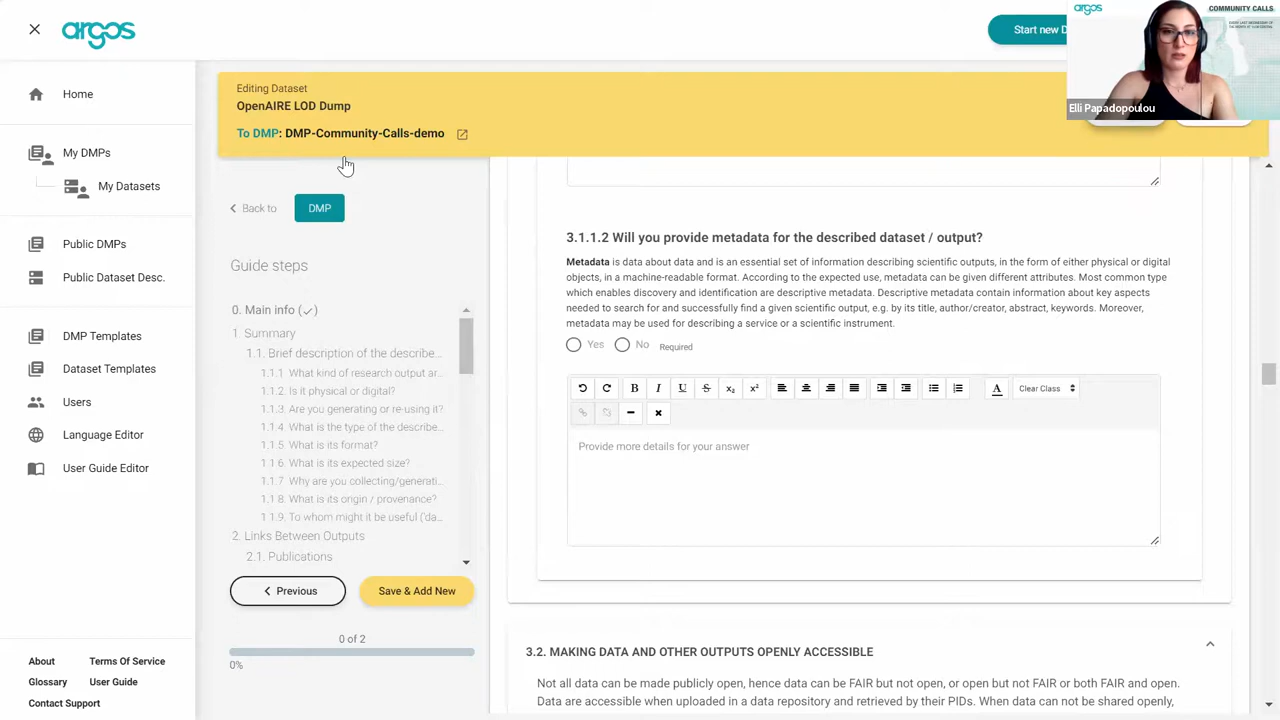 argos
Start new D
argos
COMMUNITY CALLS
Elli Papadopoulou
Editing Dataset
OpenAIRE LOD Dump
To DMP: DMP-Community-Calls-demo
Home
My DMPs
My Datasets
Public DMPs
Public Dataset Desc.
DMP Templates
Dataset Templates
Users
Language Editor
User Guide Editor
About
Terms Of Service
Glossary
User Guide
Contact Support
Back to
DMP
Guide steps
0. Main info (✓)
1 Summary
1.1. Brief description of the describe...
1.1.1 What kind of research output ar...
1.1.2. Is it physical or digital?
1.1.3. Are you generating or re-using it?
1.1.4 What is the type of the describe...
1.1.5. What is its format?
1.1.6. What is its expected size?
1.1.7 Why are you collecting/generati...
1.1.8. What is its origin / provenance?
1.1.9. To whom might it be useful ('da...
2. Links Between Outputs
2.1. Publications
Previous
Save & Add New
0 of 2
0%
3.1.1.2 Will you provide metadata for the described dataset / output?
Metadata is data about data and is an essential set of information describing scientific outputs, in the form of either physical or digital
objects, in a machine-readable format. According to the expected use, metadata can be given different attributes. Most common type
which enables discovery and identification are descriptive metadata. Descriptive metadata contain information about key aspects
needed to search for and successfully find a given scientific output, e.g. by its title, author/creator, abstract, keywords. Moreover,
metadata may be used for describing a service or a scientific instrument.
Yes No Required
Clear Class
Provide more details for your answer
3.2. MAKING DATA AND OTHER OUTPUTS OPENLY ACCESSIBLE
Not all data can be made publicly open, hence data can be FAIR but not open, or open but not FAIR or both FAIR and open.
Data are accessible when uploaded in a data repository and retrieved by their PIDs. When data can not be shared openly,